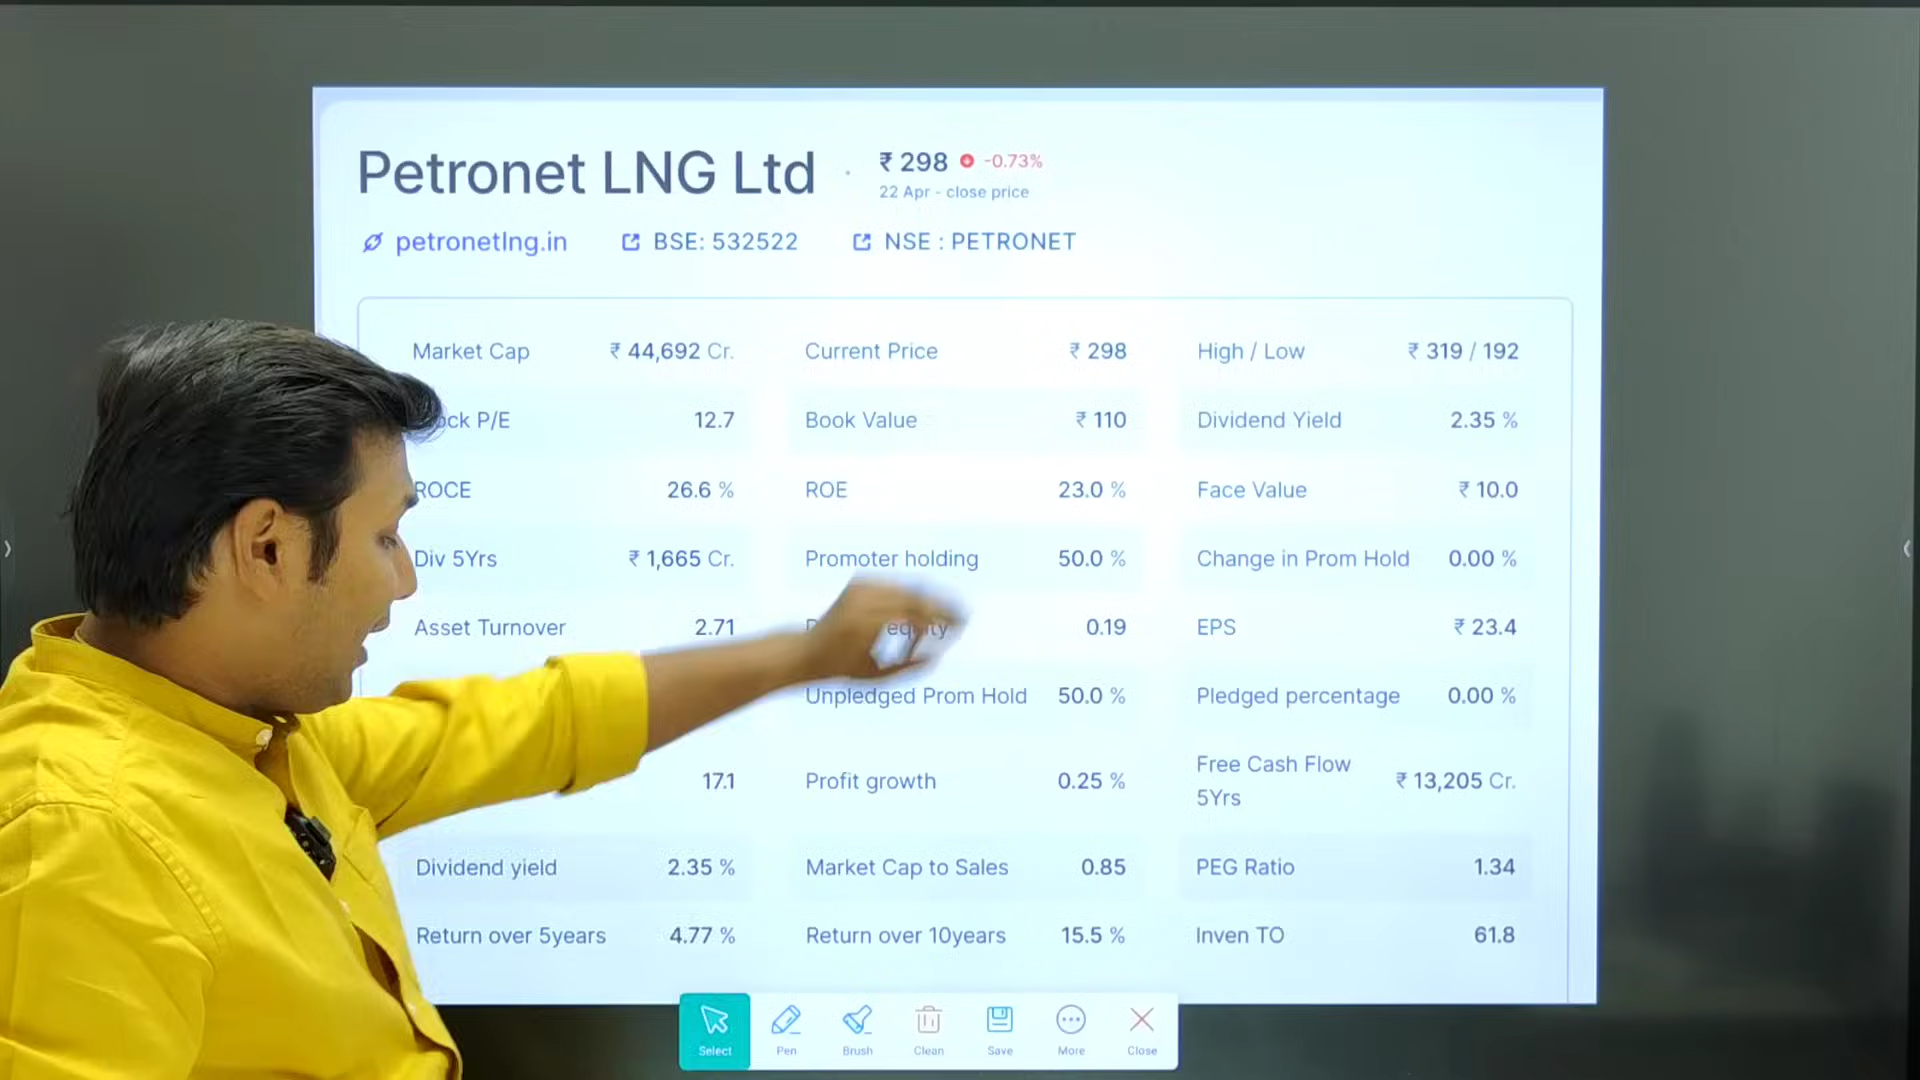 Petronet LNG Ltd
₹ 298 -0.73%
22 Apr - close price
petronetlng.in BSE: 532522 NSE : PETRONET
Market Cap ₹ 44,692 Cr. Current Price ₹ 298 High / Low ₹ 319 / 192
P/E 12.7 Book Value ₹ 110 Dividend Yield 2.35 %
ROCE 26.6 % ROE 23.0 % Face Value ₹ 10.0
Div 5Yrs ₹ 1,665 Cr. Promoter holding 50.0 % Change in Prom Hold 0.00 %
Asset Turnover 2.71 0.19 EPS ₹ 23.4
Unpledged Prom Hold 50.0 % Pledged percentage 0.00 %
17.1 Profit growth 0.25 % Free Cash Flow 5Yrs ₹ 13,205 Cr.
Dividend yield 2.35 % Market Cap to Sales 0.85 PEG Ratio 1.34
Return over 5years 4.77 % Return over 10years 15.5 % Inven TO 61.8
Select Pen Brush Clean Save More Close